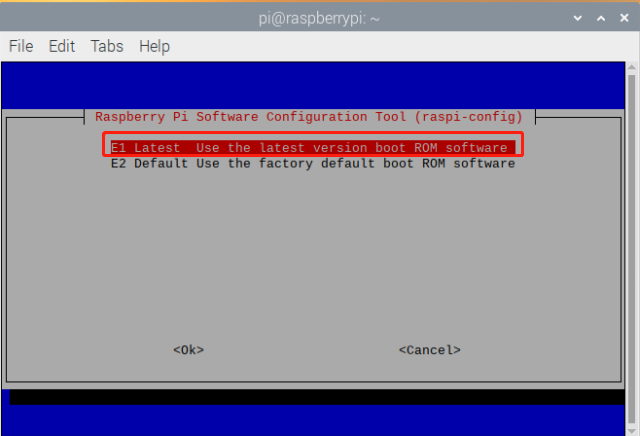 pi@raspberrypi: ~
File Edit Tabs Help
Raspberry Pi Software Configuration Tool (raspi-config)
E1 Latest  Use the latest version boot ROM software
E2 Default Use the factory default boot ROM software
<Ok> <Cancel>